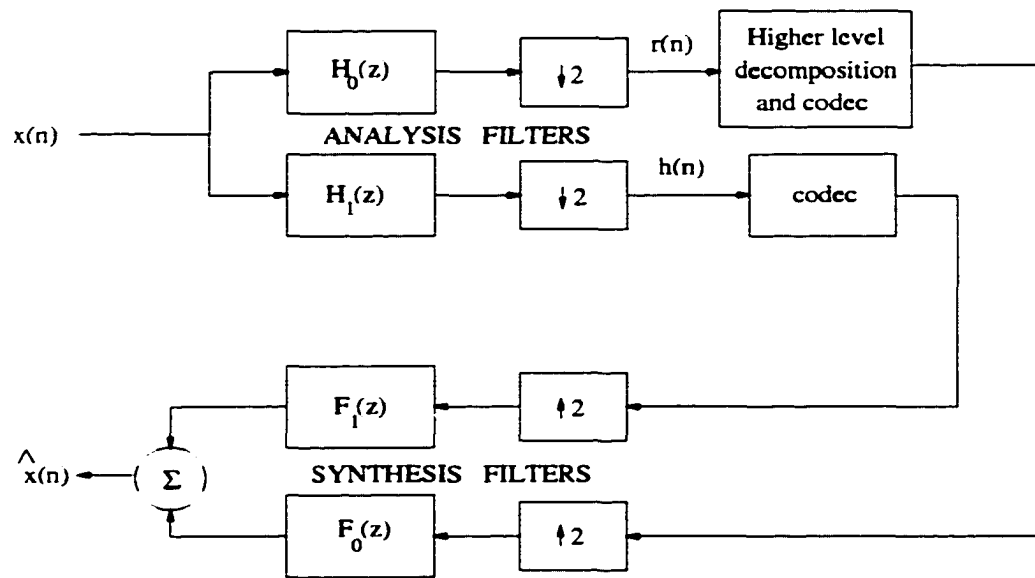 H₀(z)
↓2
r(n)
Higher level
decomposition
and codec
x(n)
ANALYSIS FILTERS
H₁(z)
↓2
h(n)
codec
F₁(z)
↑2
x̂(n)
Σ
SYNTHESIS FILTERS
F₀(z)
↑2